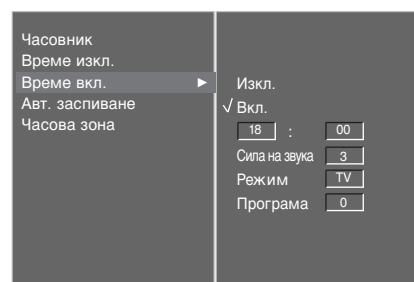 Часовник
Време изкл.
Време вкл. ►
Авт. заспиване
Часова зона
Изкл.
√ Вкл.
18 : 00
Сила на звука 3
Режим TV
Програма 0